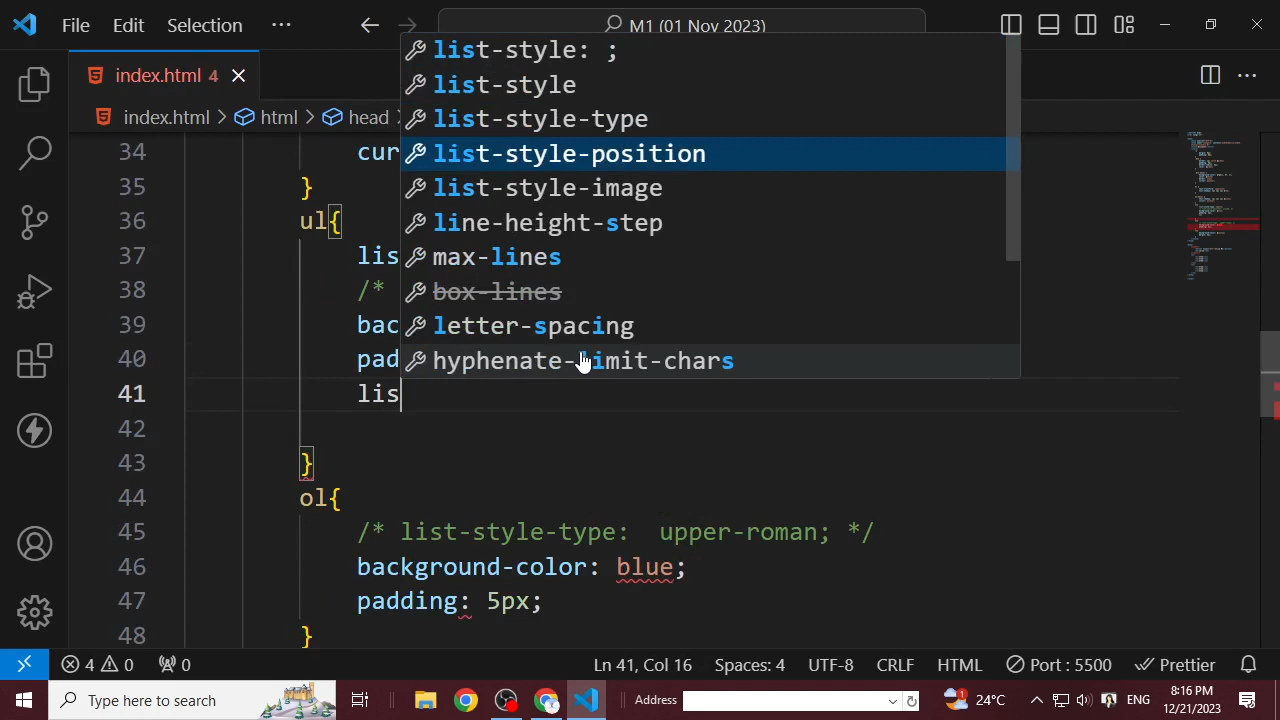 File Edit Selection ··· M1 (01 Nov 2023)
index.html 4
index.html > html > head >
list-style: ;
list-style
list-style-type
list-style-position
list-style-image
line-height-step
max-lines
box-lines
letter-spacing
hyphenate-limit-chars
34 cur
35 }
36 ul{
37 lis
38 /*
39 bac
40 pad
41 lis
42
43 }
44 ol{
45 /* list-style-type:  upper-roman; */
46 background-color: blue;
47 padding: 5px;
48 }
4 0 0 Ln 41, Col 16 Spaces: 4 UTF-8 CRLF HTML Port : 5500 Prettier
Type here to search Address 24°C ENG 8:16 PM
12/21/2023